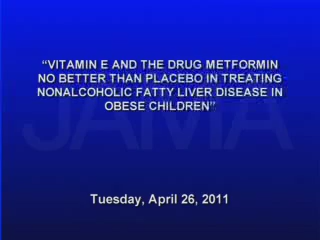 “VITAMIN E AND THE DRUG METFORMIN
NO BETTER THAN PLACEBO IN TREATING
NONALCOHOLIC FATTY LIVER DISEASE IN
OBESE CHILDREN”
JAMA
Tuesday, April 26, 2011